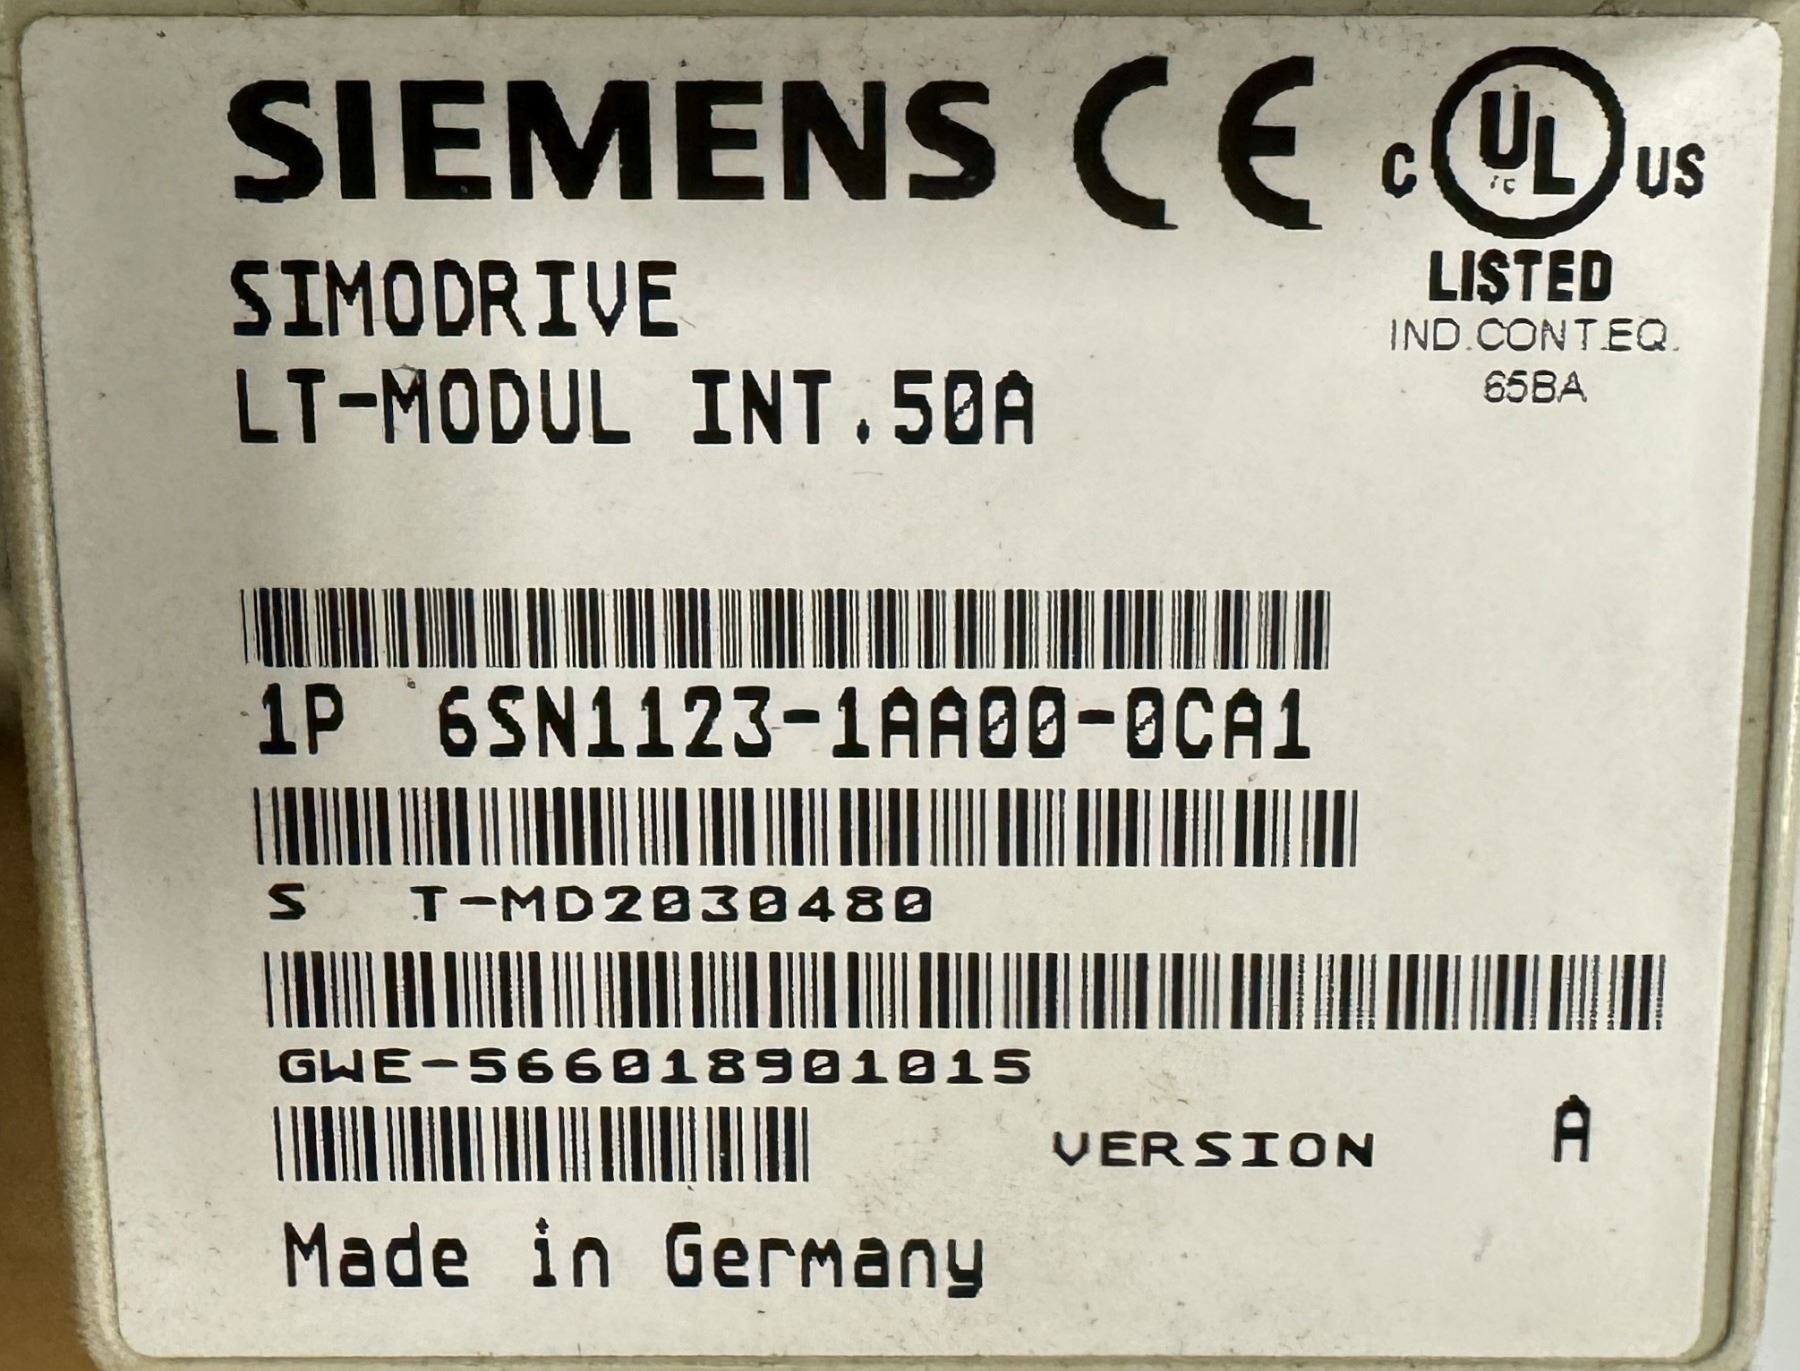 SIEMENS CE C UL US
LISTED
IND.CONT.EQ.
65BA
SIMODRIVE
LT-MODUL INT.50A
1P 6SN1123-1AA00-0CA1
S T-MD2030480
GWE-566018901015
VERSION A
Made in Germany